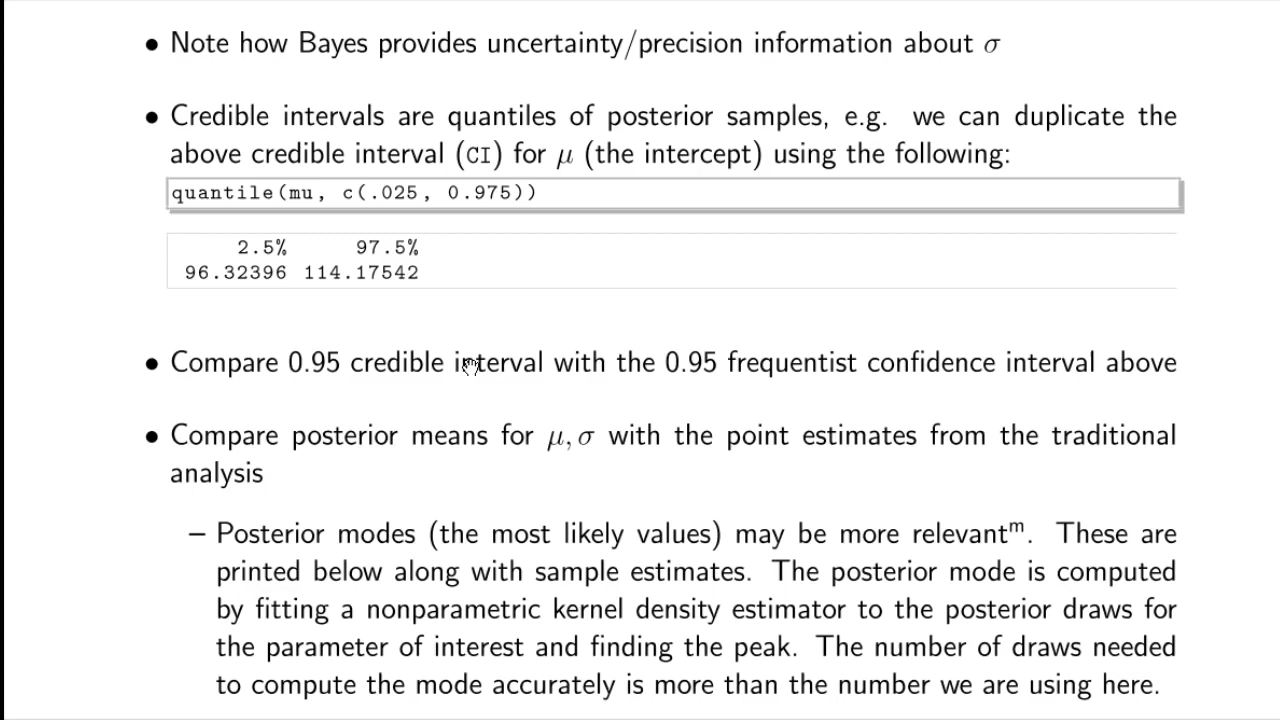 • Note how Bayes provides uncertainty/precision information about σ
• Credible intervals are quantiles of posterior samples, e.g. we can duplicate the
above credible interval (CI) for μ (the intercept) using the following:
quantile(mu, c(.025, 0.975))
2.5% 97.5%
96.32396 114.17542
• Compare 0.95 credible interval with the 0.95 frequentist confidence interval above
• Compare posterior means for μ, σ with the point estimates from the traditional
analysis
– Posterior modes (the most likely values) may be more relevantᵐ. These are
printed below along with sample estimates. The posterior mode is computed
by fitting a nonparametric kernel density estimator to the posterior draws for
the parameter of interest and finding the peak. The number of draws needed
to compute the mode accurately is more than the number we are using here.